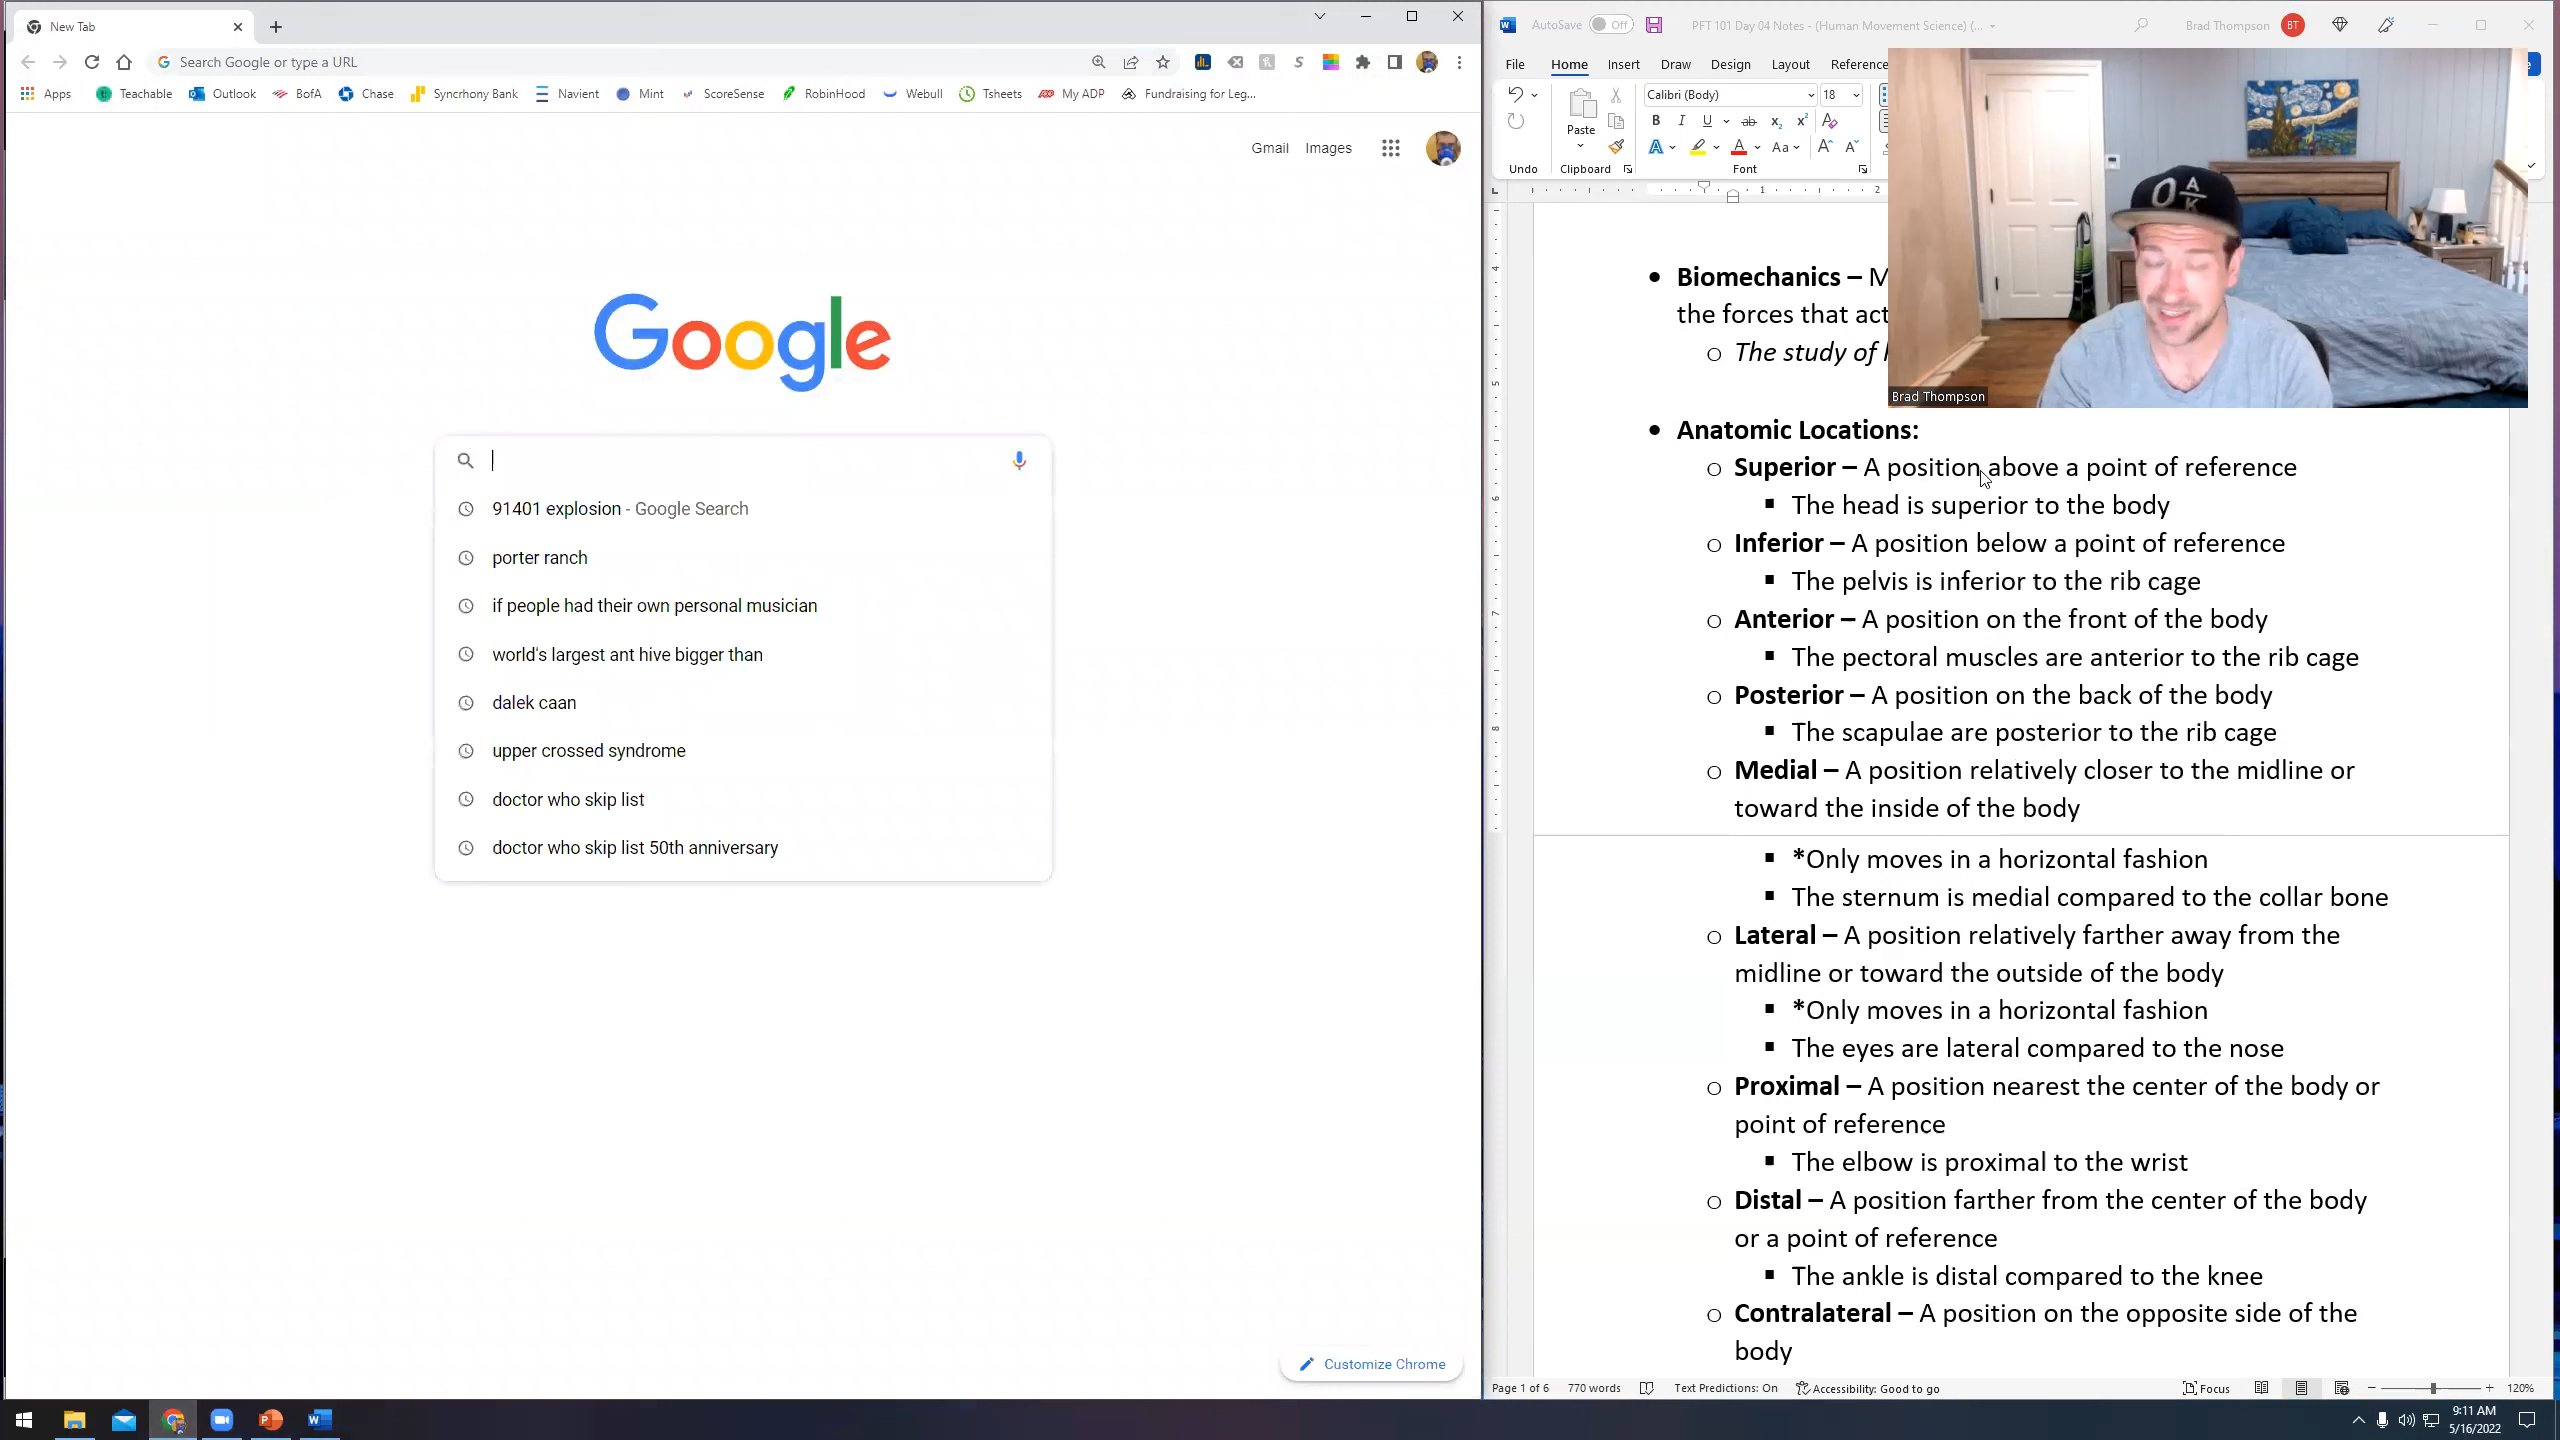 New Tab
Search Google or type a URL
Apps Teachable Outlook BofA Chase Syncrhony Bank Navient Mint ScoreSense RobinHood Webull Tsheets My ADP Fundraising for Leg...
Gmail Images
Google
91401 explosion - Google Search
porter ranch
if people had their own personal musician
world's largest ant hive bigger than
dalek caan
upper crossed syndrome
doctor who skip list
doctor who skip list 50th anniversary
Customize Chrome
AutoSave Off PFT 101 Day 04 Notes - (Human Movement Science) (... Brad Thompson BT
File Home Insert Draw Design Layout Reference
Calibri (Body) 18
Paste
B I U ab x₂ x²
A A Aa A A
Undo Clipboard Font
1 2
OAK
Brad Thompson
4
5
6
7
8
• Biomechanics – M
the forces that act
o The study of
• Anatomic Locations:
o Superior – A position above a point of reference
▪ The head is superior to the body
o Inferior – A position below a point of reference
▪ The pelvis is inferior to the rib cage
o Anterior – A position on the front of the body
▪ The pectoral muscles are anterior to the rib cage
o Posterior – A position on the back of the body
▪ The scapulae are posterior to the rib cage
o Medial – A position relatively closer to the midline or
toward the inside of the body
▪ *Only moves in a horizontal fashion
▪ The sternum is medial compared to the collar bone
o Lateral – A position relatively farther away from the
midline or toward the outside of the body
▪ *Only moves in a horizontal fashion
▪ The eyes are lateral compared to the nose
o Proximal – A position nearest the center of the body or
point of reference
▪ The elbow is proximal to the wrist
o Distal – A position farther from the center of the body
or a point of reference
▪ The ankle is distal compared to the knee
o Contralateral – A position on the opposite side of the
body
Page 1 of 6 770 words Text Predictions: On Accessibility: Good to go Focus 120%
9:11 AM
5/16/2022